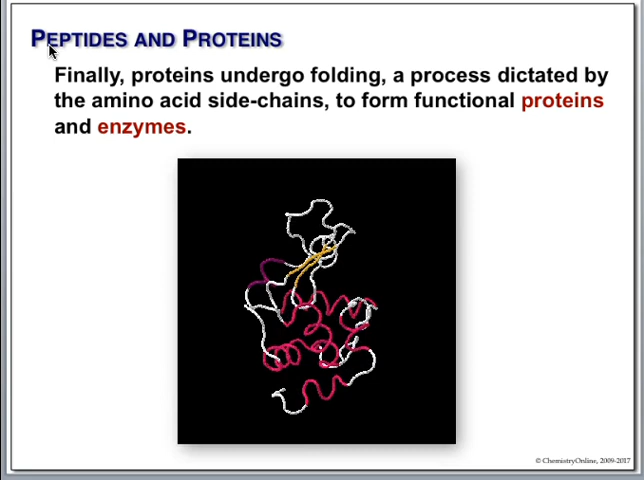 PEPTIDES AND PROTEINS
Finally, proteins undergo folding, a process dictated by
the amino acid side-chains, to form functional proteins
and enzymes.
© ChemistryOnline, 2009-2017